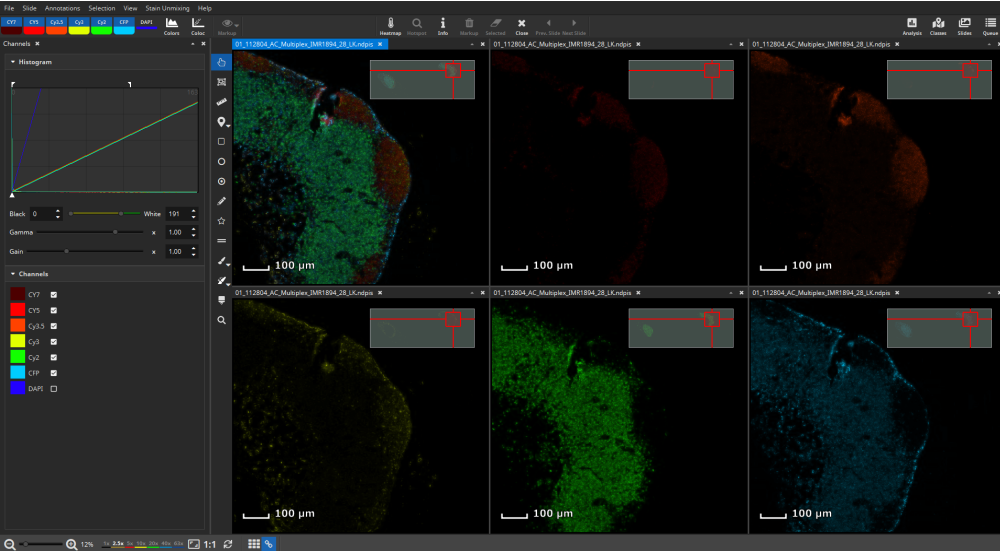 File Slide Annotations Selection View Stain Unmixing Help
CY7 CY5 Cy3.5 Cy3 Cy2 CFP DAPI
Colors Coloc Markup Heatmap Hotspot Info Markup Selected Close Prev. Slide Next Slide Analysis Classes Slides Queue
Channels
Histogram
Black 0 White 191
Gamma x 1.00
Gain x 1.00
Channels
CY7
CY5
Cy3.5
Cy3
Cy2
CFP
DAPI
01_112804_AC_Multiplex_IMR1894_28_LK.ndpis
100 μm
01_112804_AC_Multiplex_IMR1894_28_LK.ndpis
01_112804_AC_Multiplex_IMR1894_28_LK.ndpis
100 μm
01_112804_AC_Multiplex_IMR1894_28_LK.ndpis
100 μm
01_112804_AC_Multiplex_IMR1894_28_LK.ndpis
100 μm
01_112804_AC_Multiplex_IMR1894_28_LK.ndpis
100 μm
100 μm
12% 1x 2.5x 5x 10x 20x 40x 63x 1:1